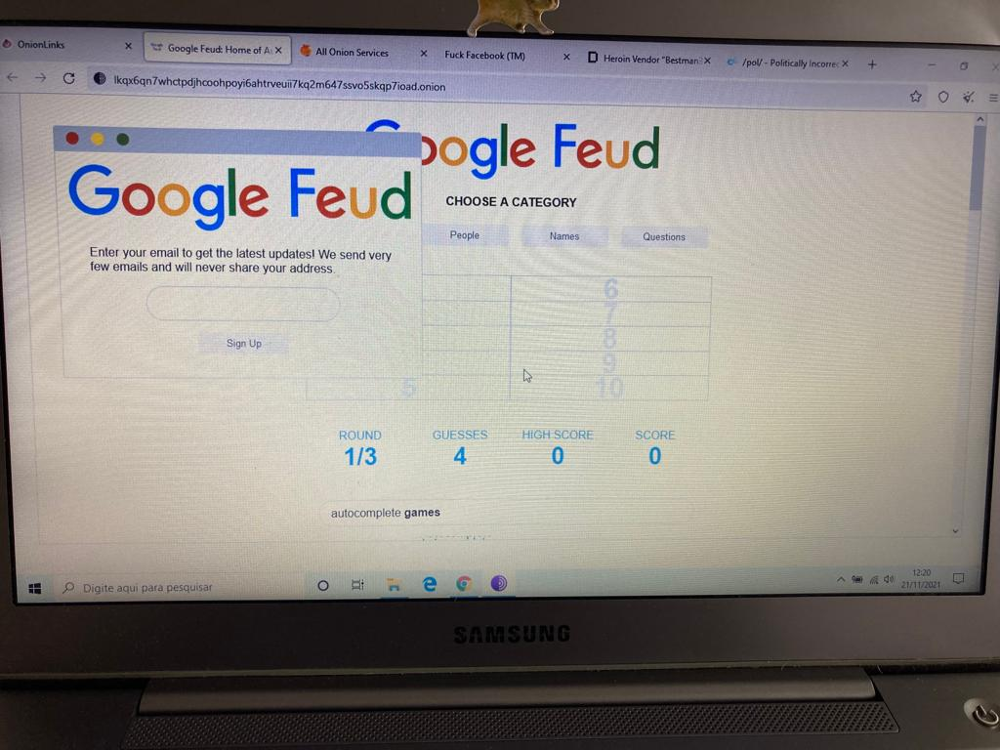 OnionLinks
Google Feud: Home of A
All Onion Services
Fuck Facebook (TM)
Heroin Vendor "Bestman
/pol/ - Politically Incorrec
lkqx6qn7whctpdjhcoohpoyi6ahtrveuii7kq2m647ssvo5skqp7ioad.onion
oogle Feud
CHOOSE A CATEGORY
People
Names
Questions
Google Feud
Enter your email to get the latest updates! We send very
few emails and will never share your address.
Sign Up
6
7
8
9
5
10
ROUND
GUESSES
HIGH SCORE
SCORE
1/3
4
0
0
autocomplete games
Digite aqui para pesquisar
12:20
21/11/2021
SAMSUNG